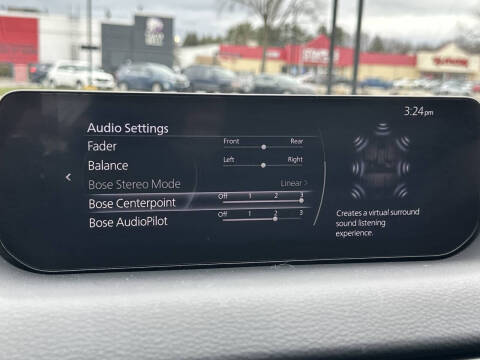 3:24pm
Audio Settings
Fader Front Rear
Balance Left Right
Bose Stereo Mode Linear
Bose Centerpoint Off 1 2 3
Bose AudioPilot Off 1 2 3
Creates a virtual surround
sound listening
experience.